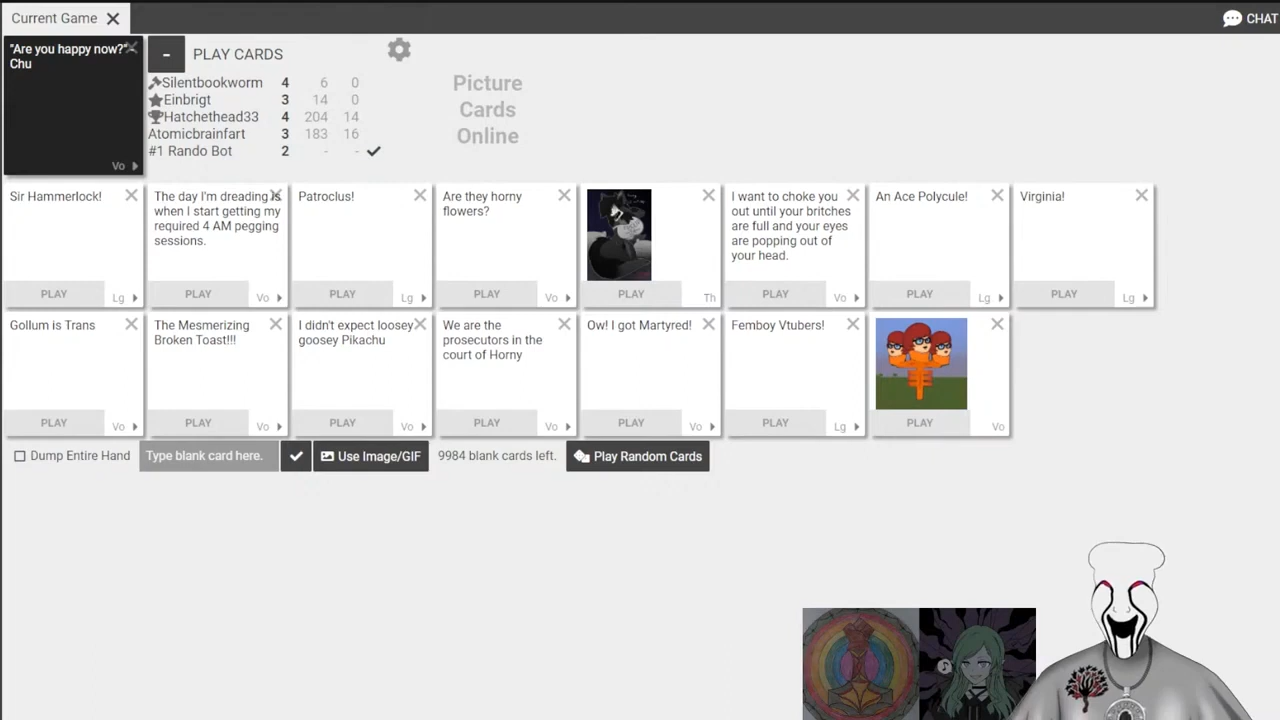 Current Game
CHAT
"Are you happy now?"-
Chu
Vo
-
PLAY CARDS
Silentbookworm 4 6 0
Einbrigt 3 14 0
Hatchethead33 4 204 14
Atomicbrainfart 3 183 16
#1 Rando Bot 2 - -
Picture
Cards
Online
Sir Hammerlock!
PLAY
Lg
The day I'm dreading is
when I start getting my
required 4 AM pegging
sessions.
PLAY
Vo
Patroclus!
PLAY
Lg
Are they horny
flowers?
PLAY
Vo
PLAY
Th
I want to choke you
out until your britches
are full and your eyes
are popping out of
your head.
PLAY
Vo
An Ace Polycule!
PLAY
Lg
Virginia!
PLAY
Lg
Gollum is Trans
PLAY
Vo
The Mesmerizing
Broken Toast!!!
PLAY
Vo
I didn't expect loosey
goosey Pikachu
PLAY
Vo
We are the
prosecutors in the
court of Horny
PLAY
Vo
Ow! I got Martyred!
PLAY
Vo
Femboy Vtubers!
PLAY
Lg
PLAY
Vo
Dump Entire Hand
Type blank card here.
Use Image/GIF
9984 blank cards left.
Play Random Cards